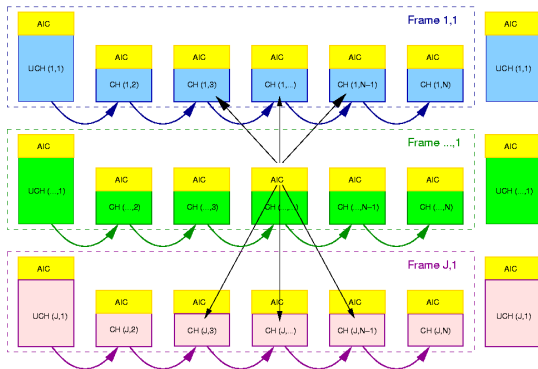 Frame 1,1
AIC
UCH (1,1)
AIC
CH (1,2)
AIC
CH (1,3)
AIC
CH (1,...)
AIC
CH (1,N-1)
AIC
CH (1,N)
AIC
UCH (1,1)
Frame ...,1
AIC
UCH (...,1)
AIC
CH (...,2)
AIC
CH (...,3)
AIC
CH (...,...)
AIC
CH (...,N-1)
AIC
CH (...,N)
AIC
UCH (...,1)
Frame J,1
AIC
UCH (J,1)
AIC
CH (J,2)
AIC
CH (J,3)
AIC
CH (J,...)
AIC
CH (J,N-1)
AIC
CH (J,N)
AIC
UCH (J,1)